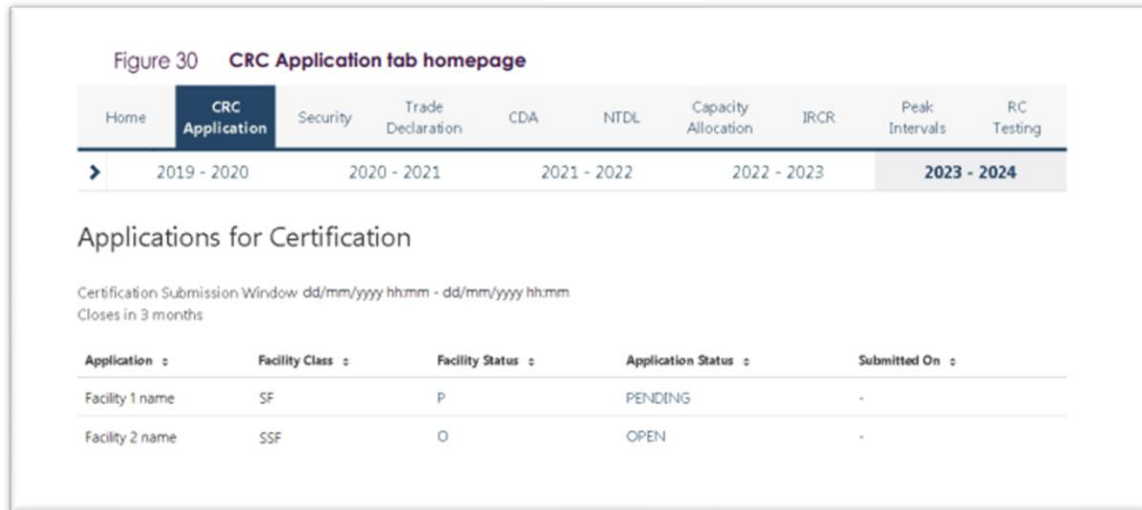 Figure 30 CRC Application tab homepage
Home CRC Application Security Trade Declaration CDA NTDL Capacity Allocation IRCR Peak Intervals RC Testing
2019 - 2020 2020 - 2021 2021 - 2022 2022 - 2023 2023 - 2024
Applications for Certification
Certification Submission Window dd/mm/yyyy hh:mm - dd/mm/yyyy hh:mm
Closes in 3 months
Application Facility Class Facility Status Application Status Submitted On
Facility 1 name SF P PENDING -
Facility 2 name SSF O OPEN -